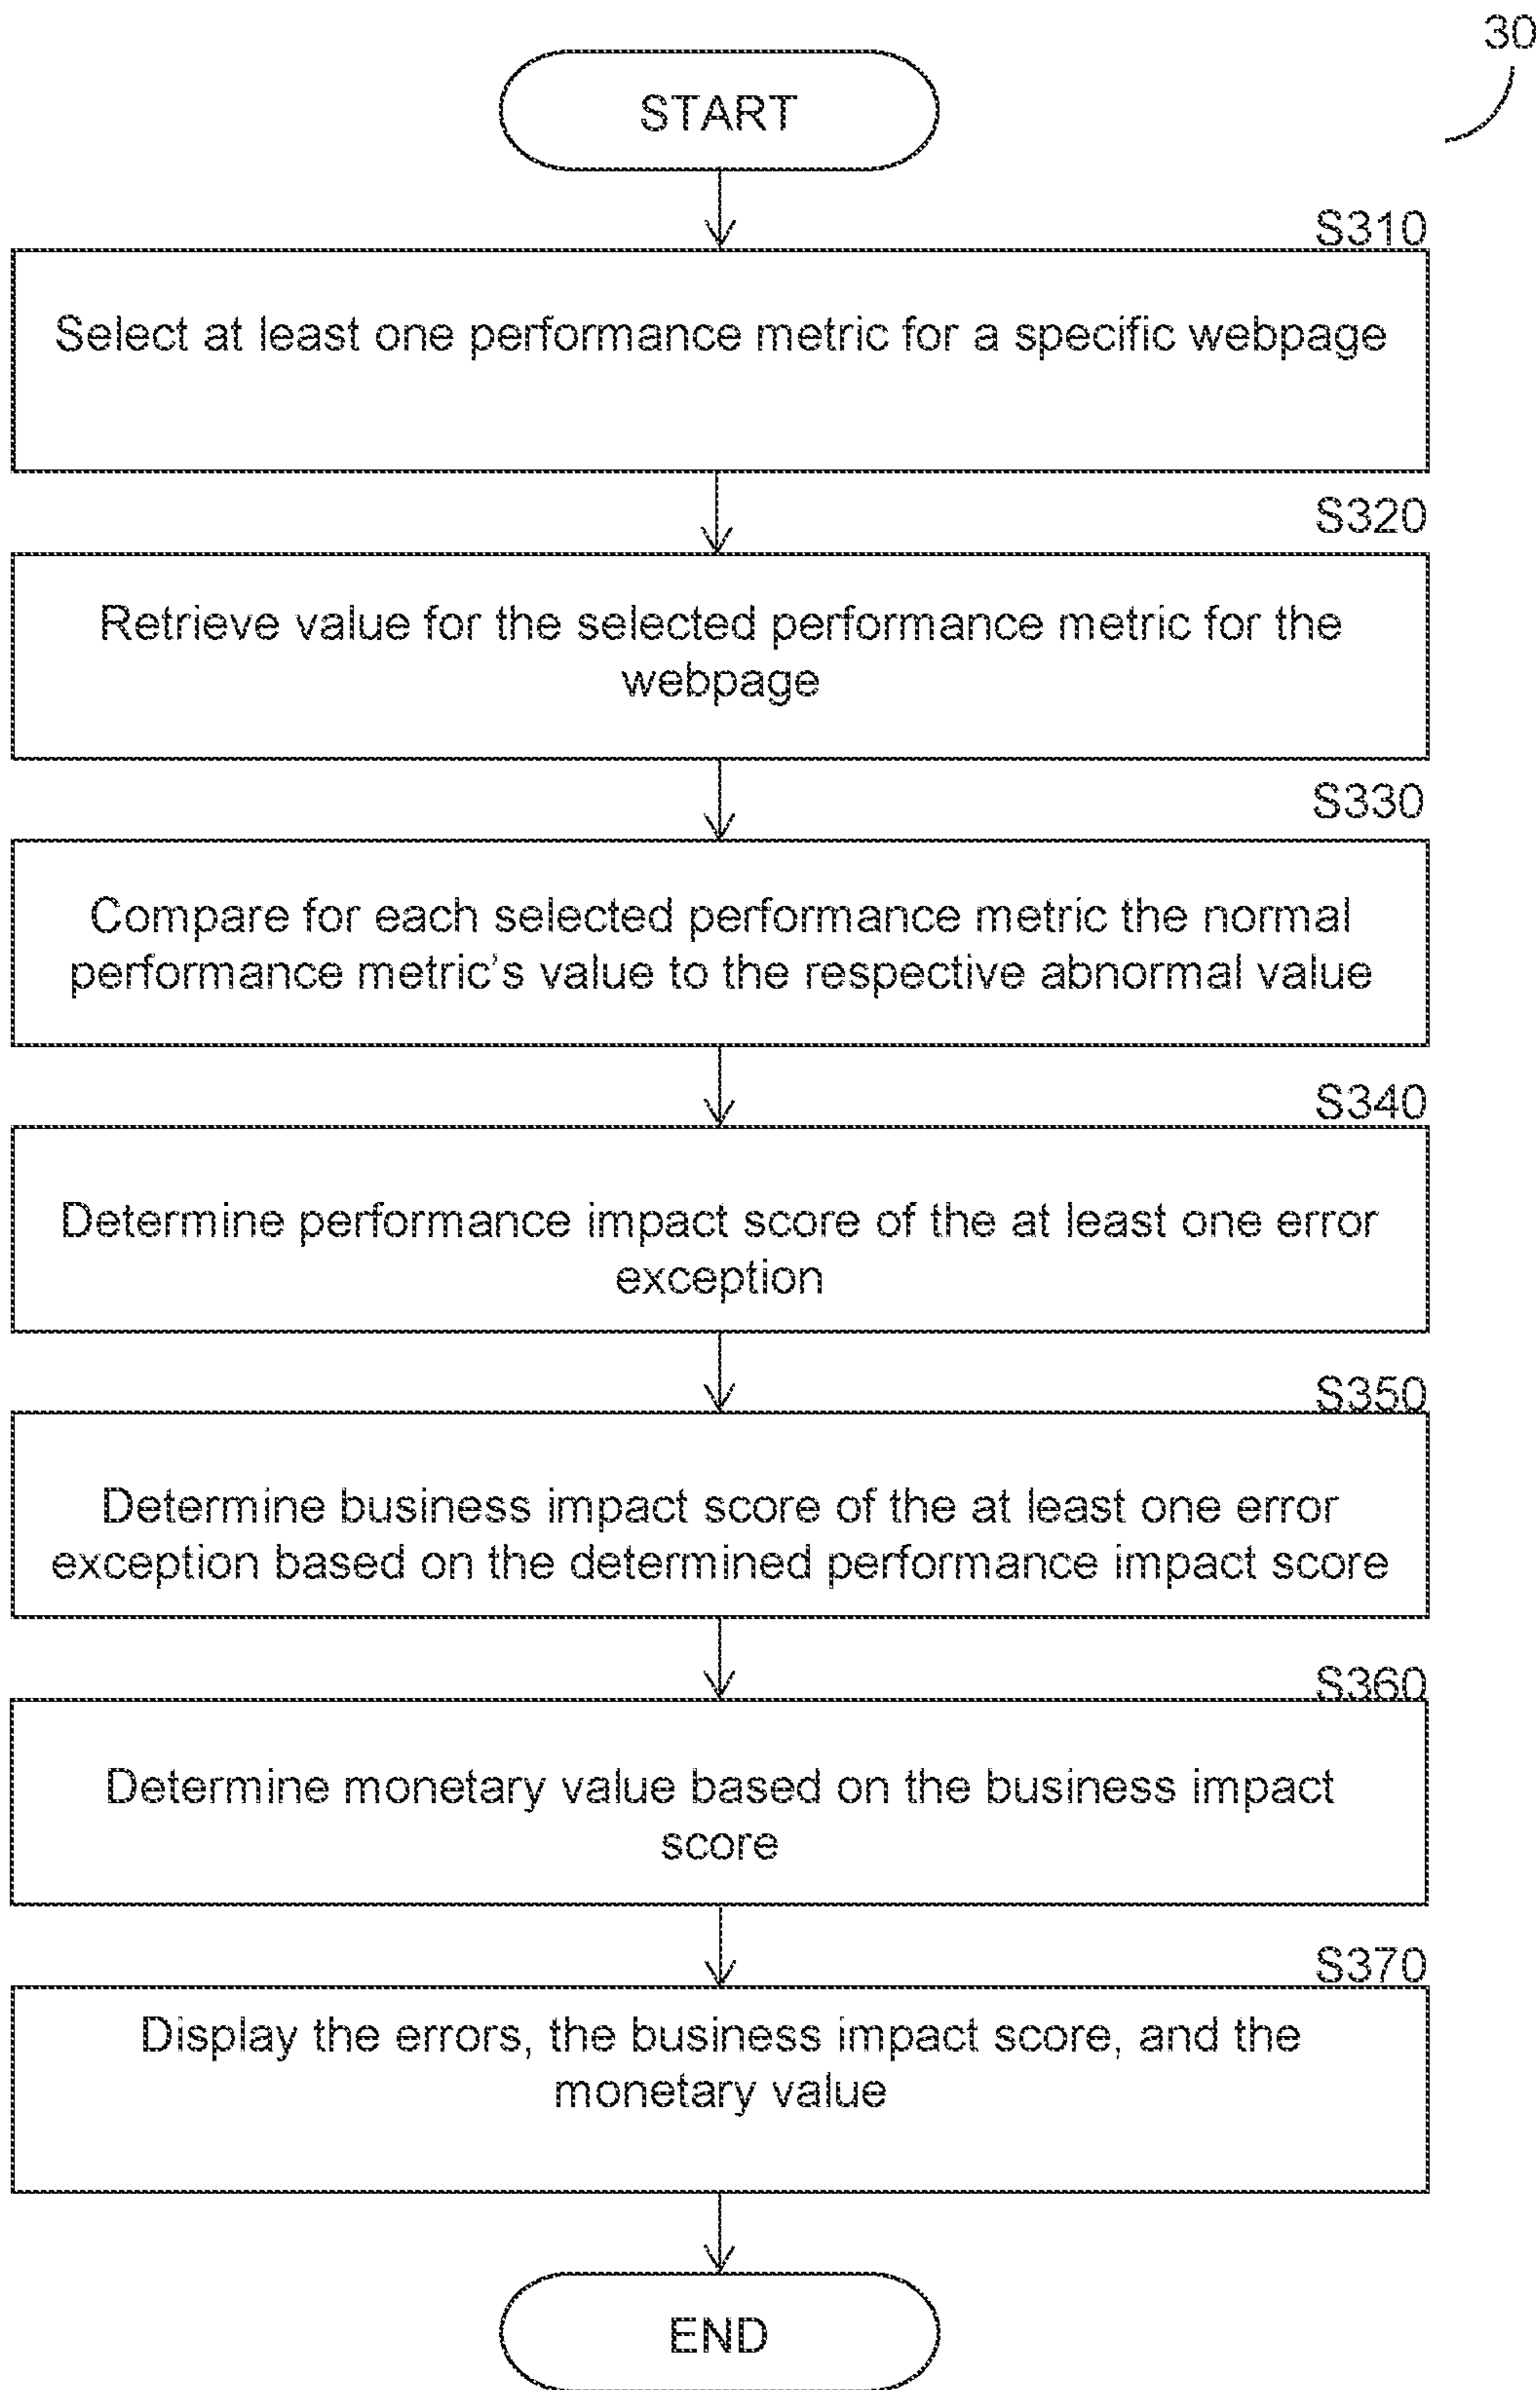 30
START
S310
Select at least one performance metric for a specific webpage
S320
Retrieve value for the selected performance metric for the
webpage
S330
Compare for each selected performance metric the normal
performance metric's value to the respective abnormal value
S340
Determine performance impact score of the at least one error
exception
S350
Determine business impact score of the at least one error
exception based on the determined performance impact score
S360
Determine monetary value based on the business impact
score
S370
Display the errors, the business impact score, and the
monetary value
END